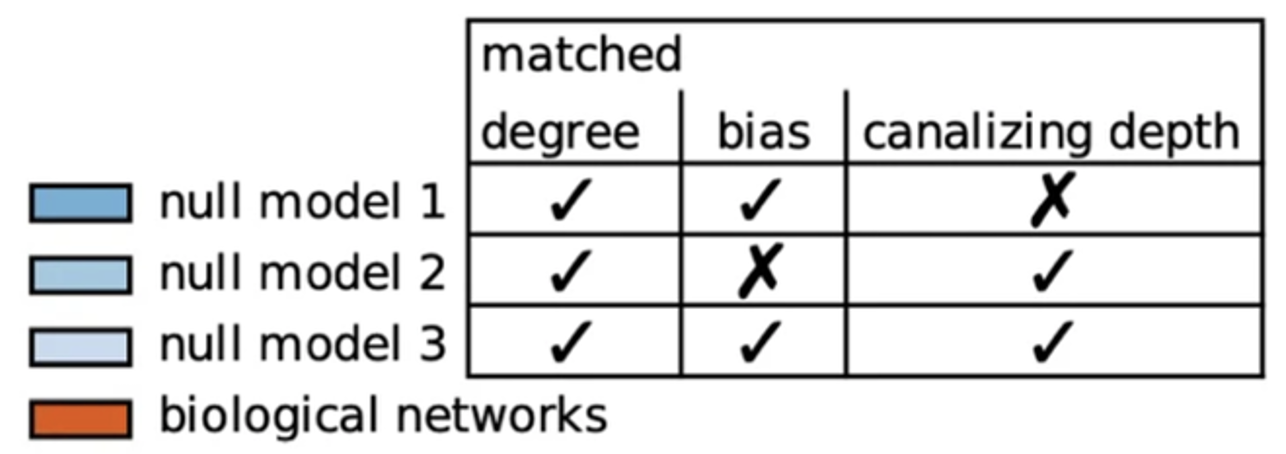 matched
degree bias canalizing depth
null model 1 ✓ ✓ ✗
null model 2 ✓ ✗ ✓
null model 3 ✓ ✓ ✓
biological networks